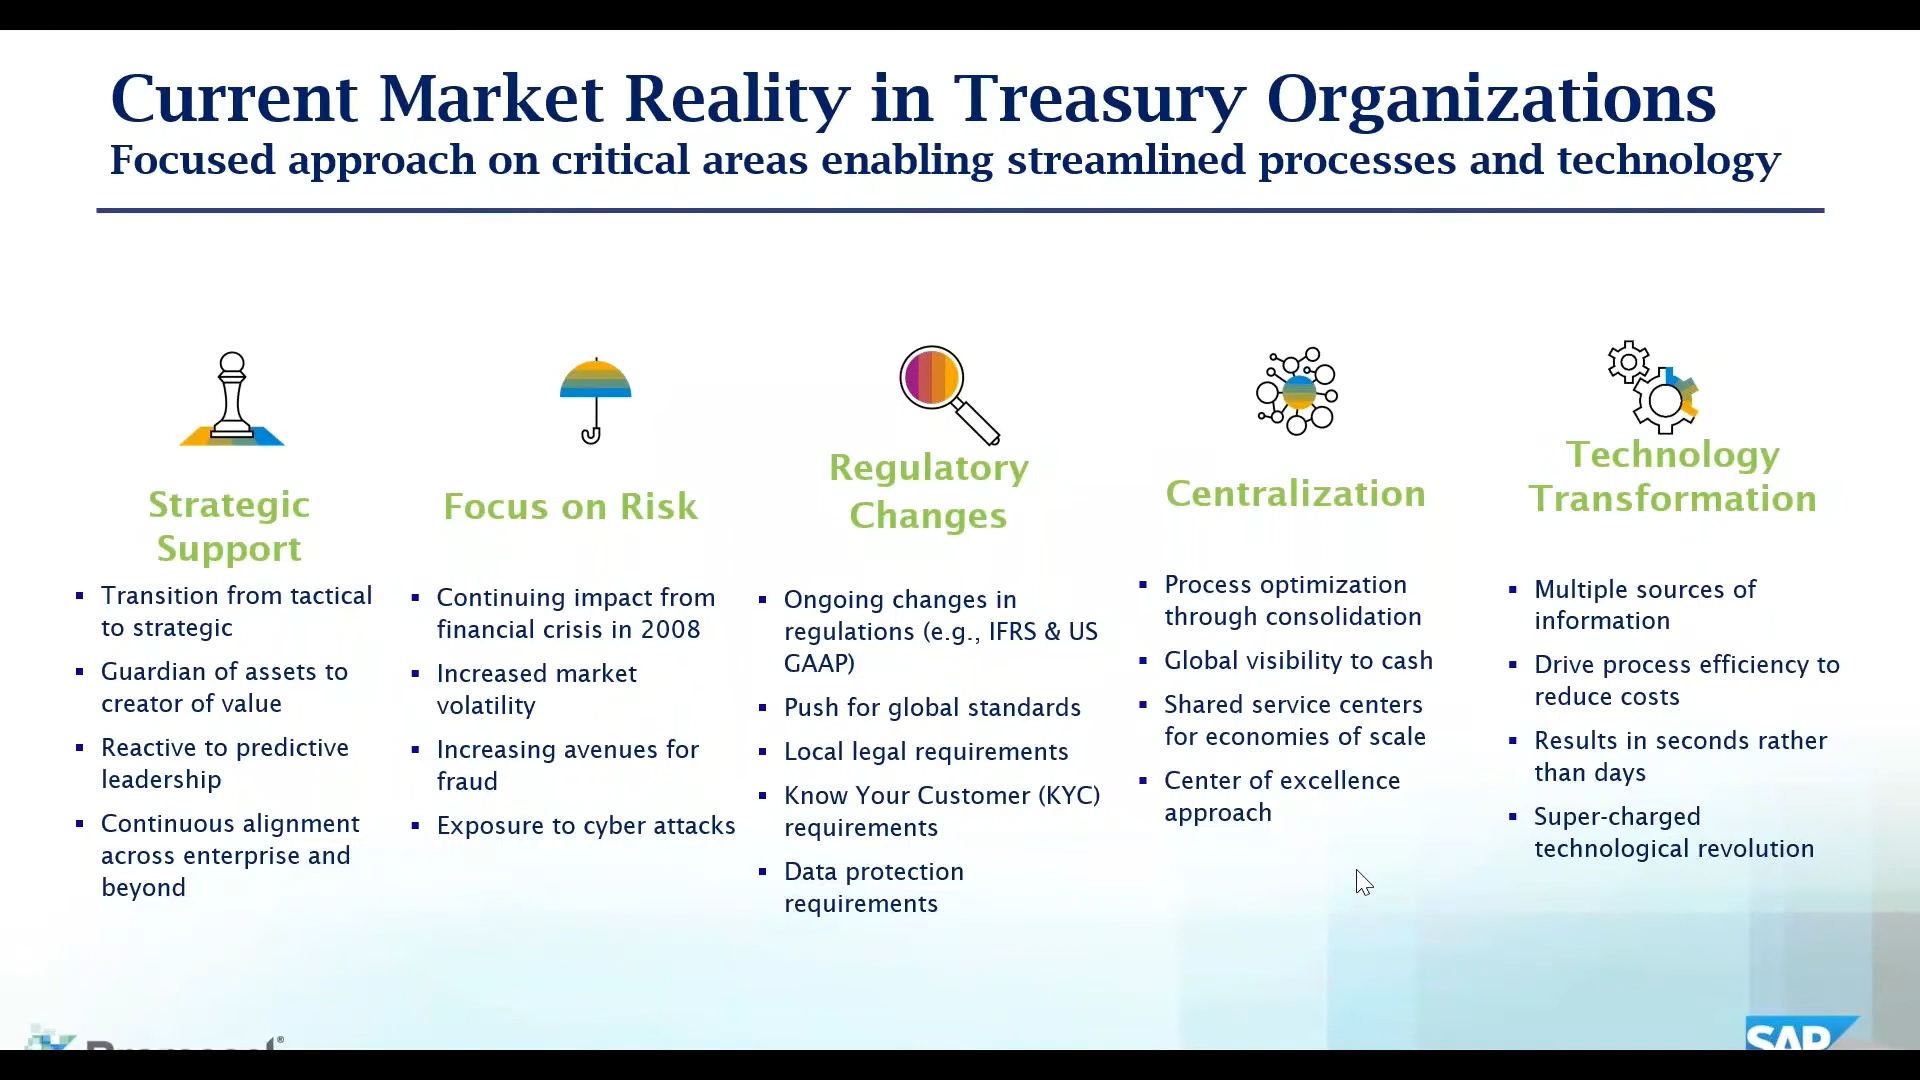 Current Market Reality in Treasury Organizations
Focused approach on critical areas enabling streamlined processes and technology
Strategic
Support
▪ Transition from tactical
to strategic
▪ Guardian of assets to
creator of value
▪ Reactive to predictive
leadership
▪ Continuous alignment
across enterprise and
beyond
Focus on Risk
▪ Continuing impact from
financial crisis in 2008
▪ Increased market
volatility
▪ Increasing avenues for
fraud
▪ Exposure to cyber attacks
Regulatory
Changes
▪ Ongoing changes in
regulations (e.g., IFRS & US
GAAP)
▪ Push for global standards
▪ Local legal requirements
▪ Know Your Customer (KYC)
requirements
▪ Data protection
requirements
Centralization
▪ Process optimization
through consolidation
▪ Global visibility to cash
▪ Shared service centers
for economies of scale
▪ Center of excellence
approach
Technology
Transformation
▪ Multiple sources of
information
▪ Drive process efficiency to
reduce costs
▪ Results in seconds rather
than days
▪ Super-charged
technological revolution
SAP